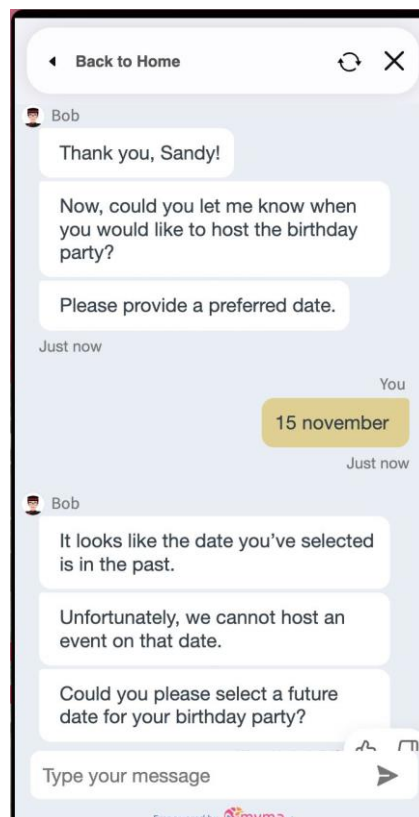 Back to Home
Bob
Thank you, Sandy!
Now, could you let me know when
you would like to host the birthday
party?
Please provide a preferred date.
Just now
You
15 november
Just now
Bob
It looks like the date you've selected
is in the past.
Unfortunately, we cannot host an
event on that date.
Could you please select a future
date for your birthday party?
Type your message
myma